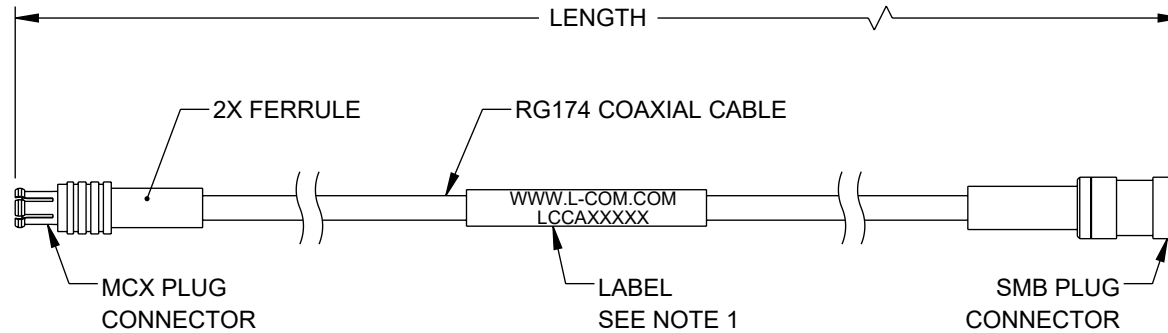 LENGTH
2X FERRULE
RG174 COAXIAL CABLE
WWW.L-COM.COM
LCCAXXXXX
MCX PLUG
CONNECTOR
LABEL
SEE NOTE 1
SMB PLUG
CONNECTOR